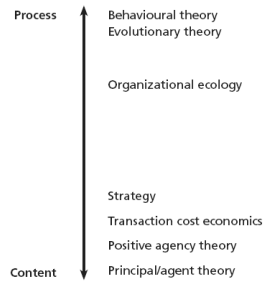 Process
Behavioural theory
Evolutionary theory
Organizational ecology
Strategy
Transaction cost economics
Positive agency theory
Content
Principal/agent theory